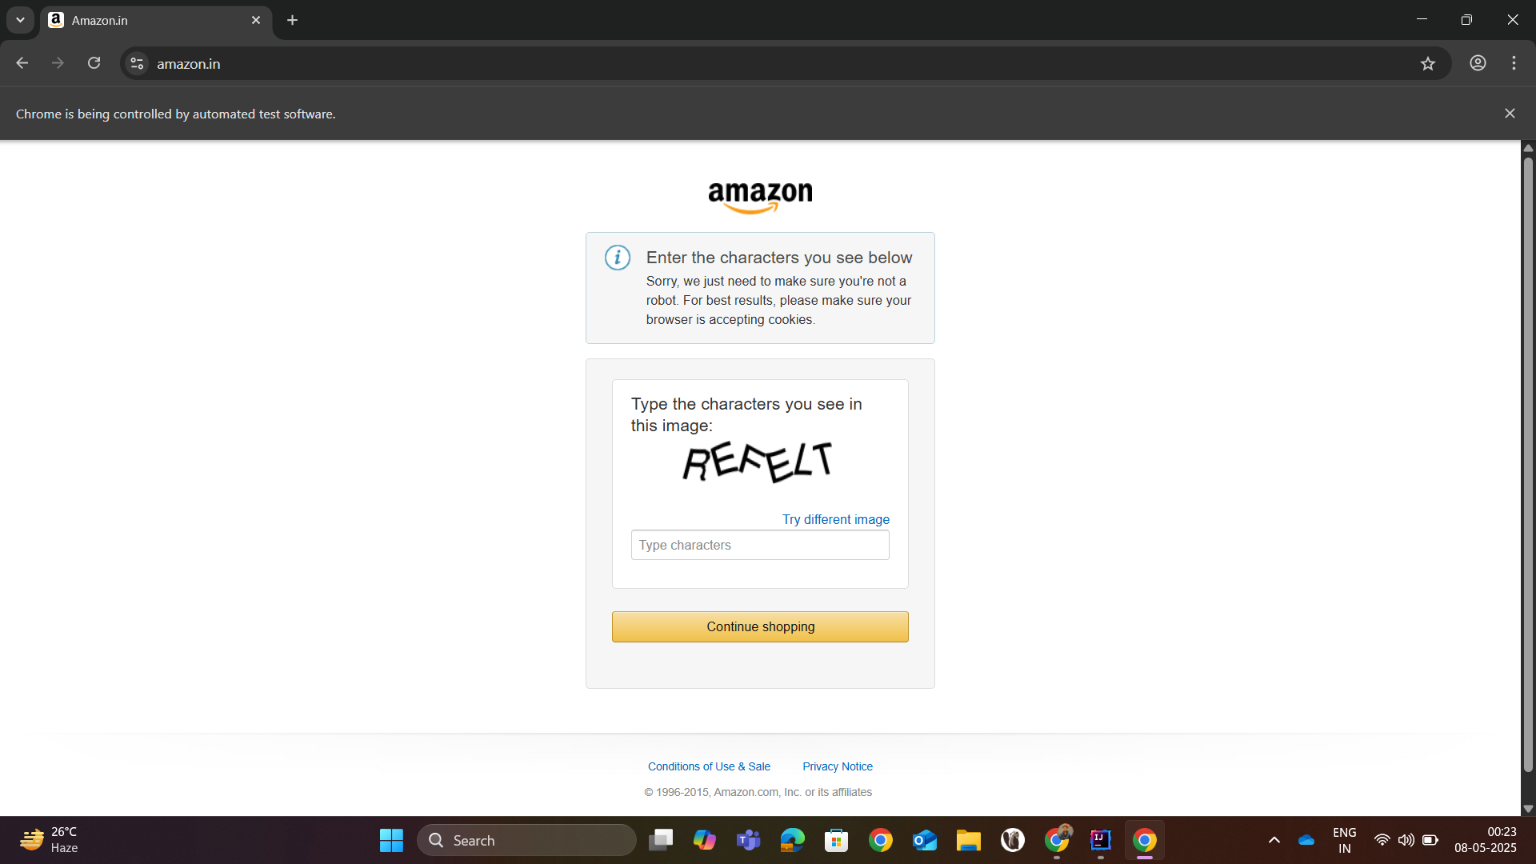 Amazon.in
amazon.in
Chrome is being controlled by automated test software.
amazon
i
Enter the characters you see below
Sorry, we just need to make sure you're not a
robot. For best results, please make sure your
browser is accepting cookies.
Type the characters you see in
this image:
REFELT
Try different image
Type characters
Continue shopping
Conditions of Use & Sale Privacy Notice
© 1996-2015, Amazon.com, Inc. or its affiliates
26°C
Haze
Search
ENG
IN
00:23
08-05-2025